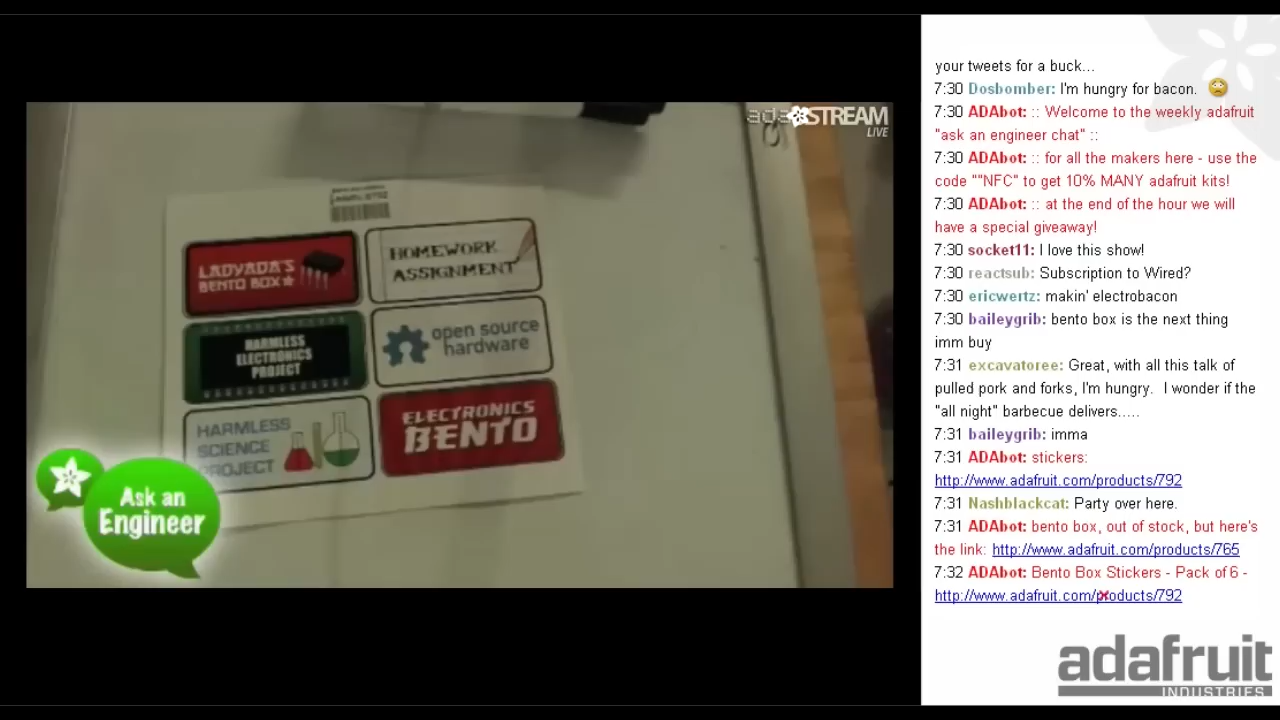 adaSTREAM
LIVE
LADYADA'S
BENTO BOX★
HOMEWORK
ASSIGNMENT
HARMLESS
ELECTRONICS
PROJECT
open source
hardware
HARMLESS
SCIENCE
PROJECT
ELECTRONICS
BENTO
Ask an
Engineer
your tweets for a buck...
7:30 Dosbomber: I'm hungry for bacon.
7:30 ADAbot: :: Welcome to the weekly adafruit
"ask an engineer chat" ::
7:30 ADAbot: :: for all the makers here - use the
code ""NFC" to get 10% MANY adafruit kits!
7:30 ADAbot: :: at the end of the hour we will
have a special giveaway!
7:30 socket11: I love this show!
7:30 reactsub: Subscription to Wired?
7:30 ericwertz: makin' electrobacon
7:30 baileygrib: bento box is the next thing
imm buy
7:31 excavatoree: Great, with all this talk of
pulled pork and forks, I'm hungry. I wonder if the
"all night" barbecue delivers.....
7:31 baileygrib: imma
7:31 ADAbot: stickers:
http://www.adafruit.com/products/792
7:31 Nashblackcat: Party over here.
7:31 ADAbot: bento box, out of stock, but here's
the link: http://www.adafruit.com/products/765
7:32 ADAbot: Bento Box Stickers - Pack of 6 -
http://www.adafruit.com/products/792
adafruit
INDUSTRIES